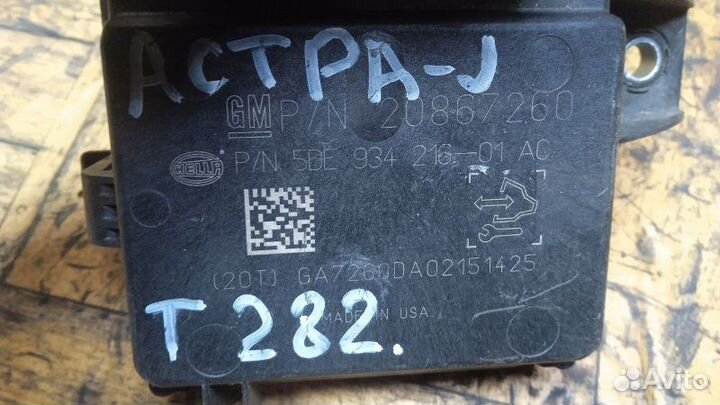 АСТРА-J
GM P/N 20867260
HELLA P/N 5DE 934 216-01 AC
(20T) GA7260DA02151425
T 282.
MADE IN USA
Avito